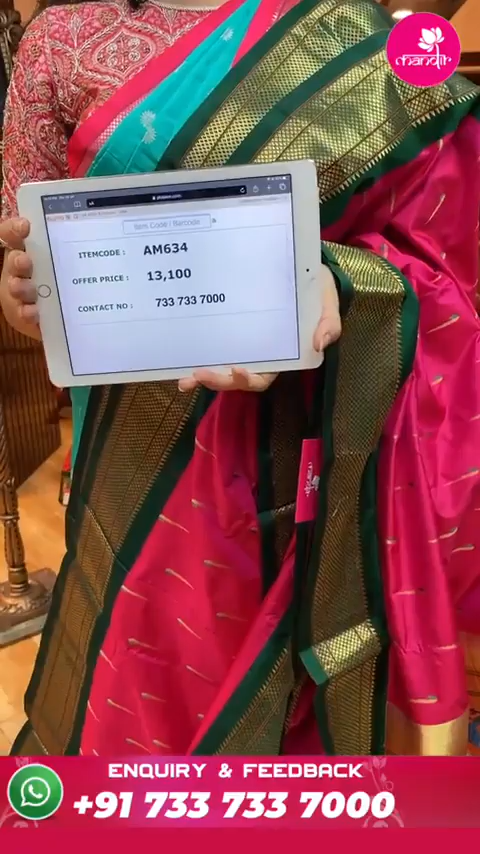 mandir
Item Code / Barcode
ITEMCODE : AM634
OFFER PRICE : 13,100
CONTACT NO : 733 733 7000
ENQUIRY & FEEDBACK
+91 733 733 7000